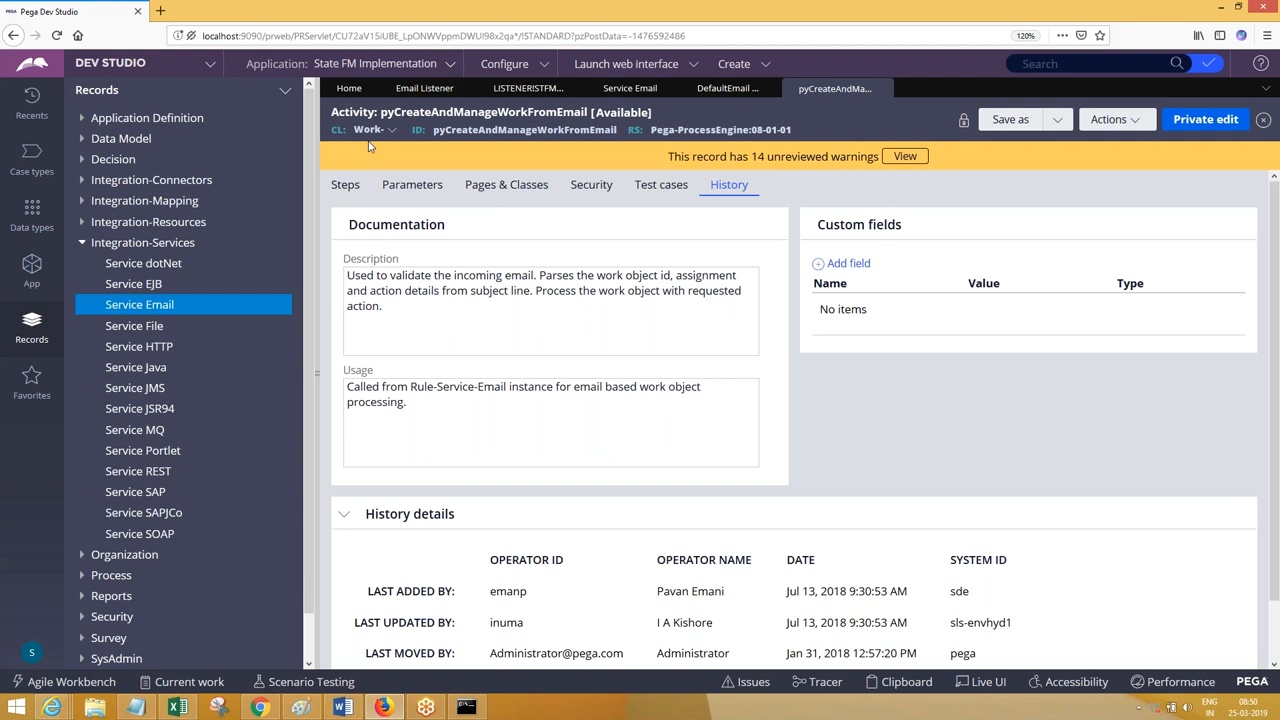 Pega Dev Studio
localhost:9090/prweb/PRServlet/CU72aV15iUBE_LpONWVppmDWUI98x2qa*/!STANDARD?pzPostData=-1476592486
120%
DEV STUDIO
Application: State FM Implementation
Configure
Launch web interface
Create
Search
Recents
Case types
Data types
App
Records
Favorites
S
Records
Application Definition
Data Model
Decision
Integration-Connectors
Integration-Mapping
Integration-Resources
Integration-Services
Service dotNet
Service EJB
Service Email
Service File
Service HTTP
Service Java
Service JMS
Service JSR94
Service MQ
Service Portlet
Service REST
Service SAP
Service SAPJCo
Service SOAP
Organization
Process
Reports
Security
Survey
SysAdmin
Home
Email Listener
LISTENER!STFM...
Service Email
DefaultEmail ...
pyCreateAndMa...
Activity: pyCreateAndManageWorkFromEmail [Available]
CL: Work- ID: pyCreateAndManageWorkFromEmail RS: Pega-ProcessEngine:08-01-01
Save as
Actions
Private edit
This record has 14 unreviewed warnings View
Steps
Parameters
Pages & Classes
Security
Test cases
History
Documentation
Description
Used to validate the incoming email. Parses the work object id, assignment
and action details from subject line. Process the work object with requested
action.
Usage
Called from Rule-Service-Email instance for email based work object
processing.
Custom fields
Add field
Name Value Type
No items
History details
OPERATOR ID OPERATOR NAME DATE SYSTEM ID
LAST ADDED BY: emanp Pavan Emani Jul 13, 2018 9:30:53 AM sde
LAST UPDATED BY: inuma I A Kishore Jul 13, 2018 9:30:53 AM sls-envhyd1
LAST MOVED BY: Administrator@pega.com Administrator Jan 31, 2018 12:57:20 PM pega
Agile Workbench
Current work
Scenario Testing
Issues
Tracer
Clipboard
Live UI
Accessibility
Performance
PEGA
ENG
IN
08:50
25-03-2019